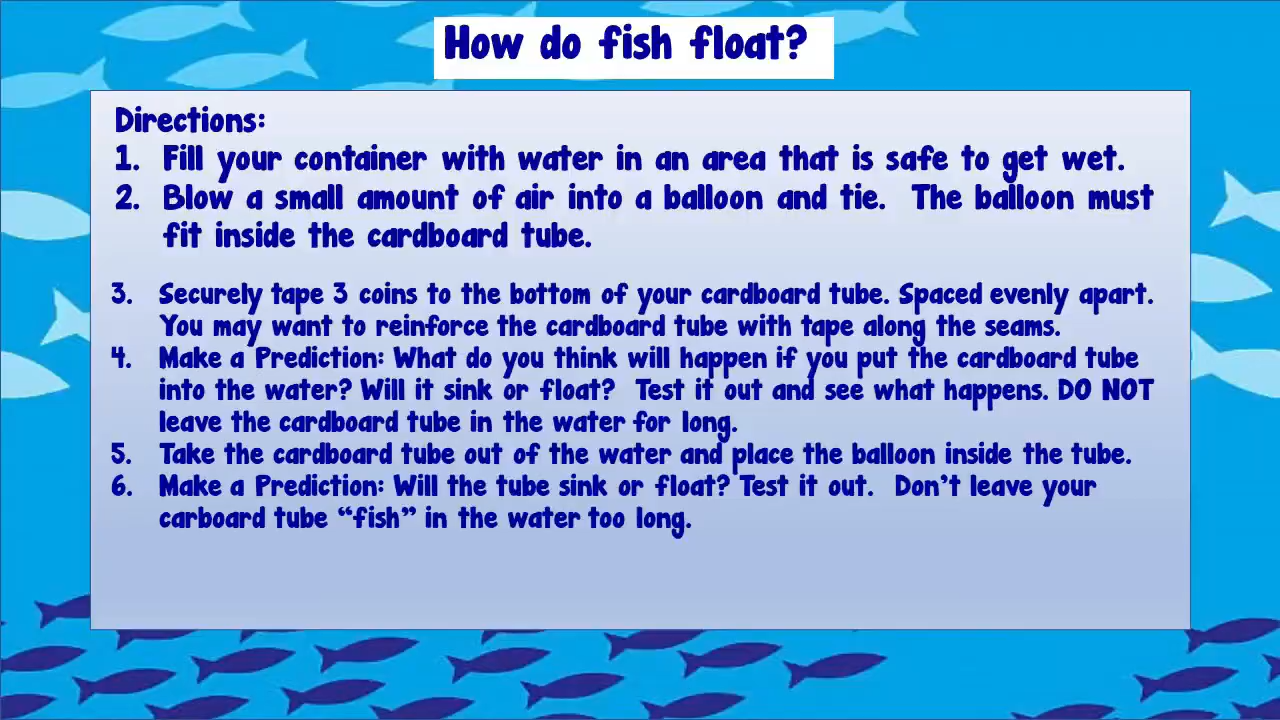 How do fish float?
Directions:
1. Fill your container with water in an area that is safe to get wet.
2. Blow a small amount of air into a balloon and tie.  The balloon must
fit inside the cardboard tube.
3. Securely tape 3 coins to the bottom of your cardboard tube. Spaced evenly apart.
You may want to reinforce the cardboard tube with tape along the seams.
4. Make a Prediction: What do you think will happen if you put the cardboard tube
into the water? Will it sink or float?  Test it out and see what happens. DO NOT
leave the cardboard tube in the water for long.
5. Take the cardboard tube out of the water and place the balloon inside the tube.
6. Make a Prediction: Will the tube sink or float? Test it out.  Don’t leave your
carboard tube “fish” in the water too long.